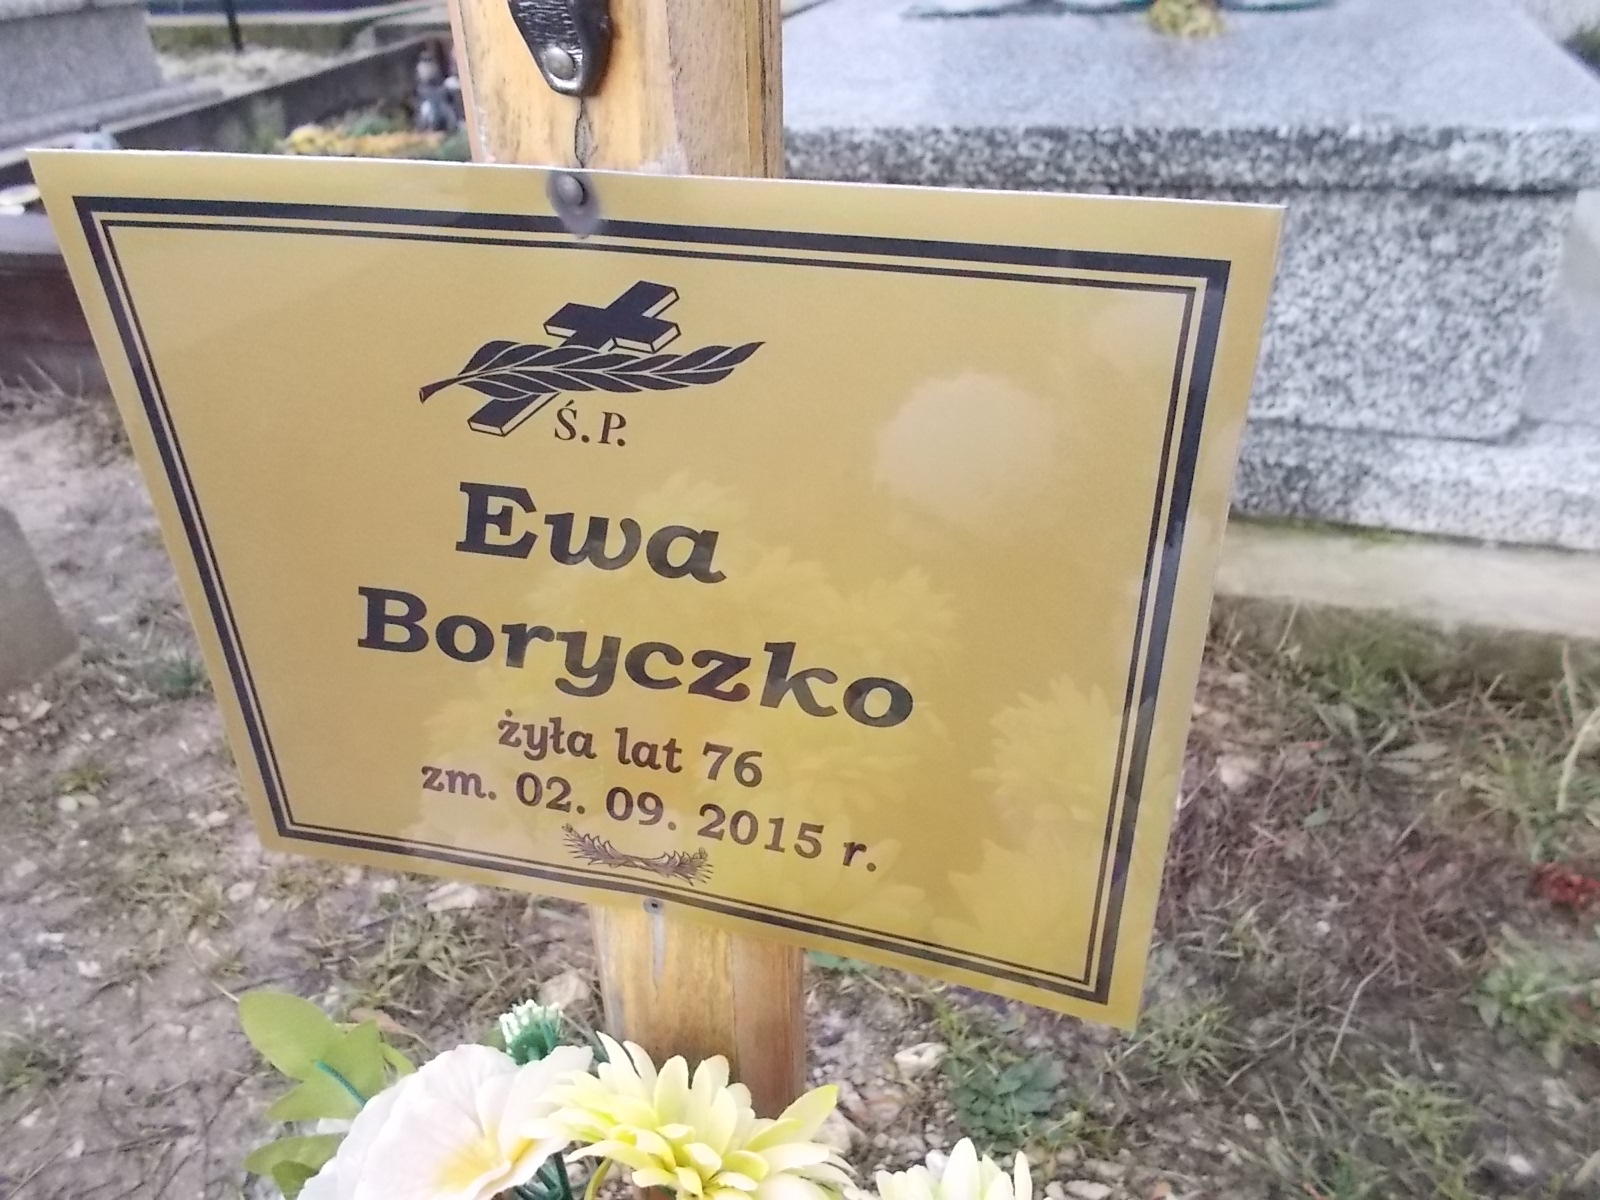 Ś.P.
Ewa
Boryczko
żyła lat 76
zm. 02. 09. 2015 r.